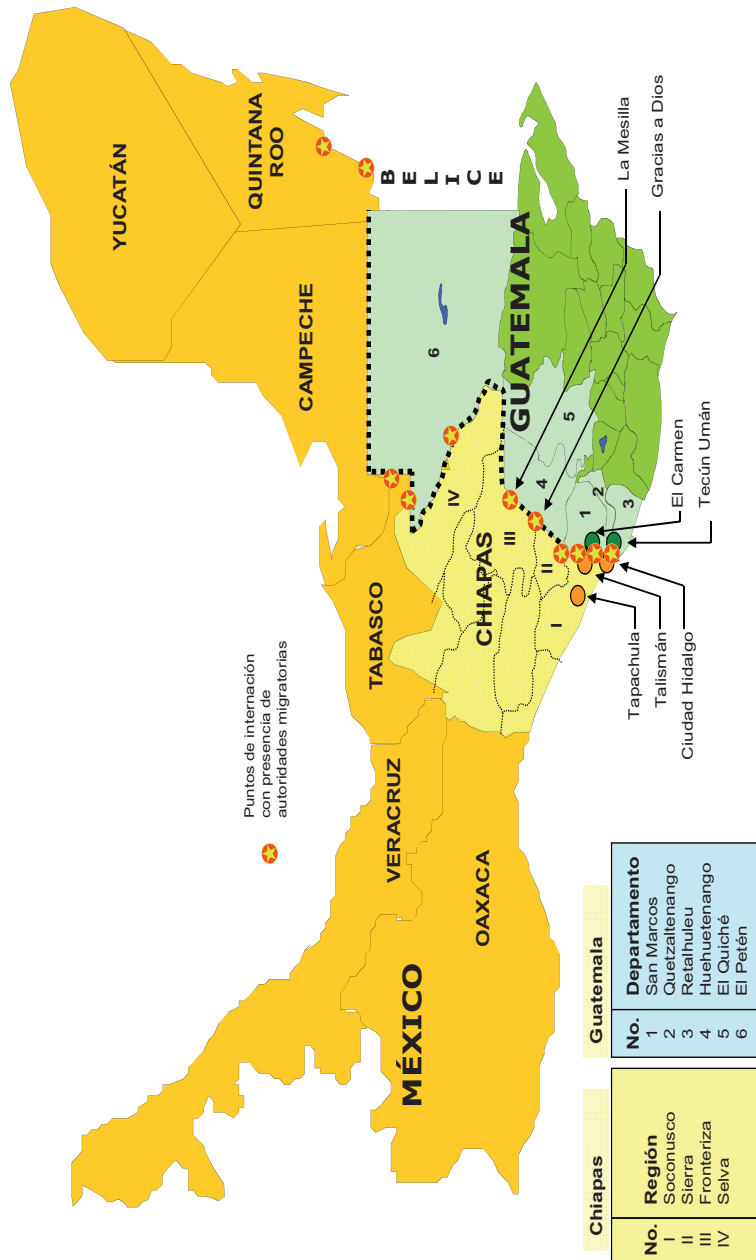 YUCATÁN
QUINTANA
ROO
CAMPECHE
BELICE
Puntos de internación
con presencia de
autoridades migratorias
TABASCO
VERACRUZ
MÉXICO
OAXACA
CHIAPAS
GUATEMALA
I
II
III
IV
1
2
3
4
5
6
La Mesilla
Gracias a Dios
El Carmen
Tecún Umán
Tapachula
Talismán
Ciudad Hidalgo
Chiapas
No. Región
I Soconusco
II Sierra
III Fronteriza
IV Selva
Guatemala
No. Departamento
1 San Marcos
2 Quetzaltenango
3 Retalhuleu
4 Huehuetenango
5 El Quiché
6 El Petén